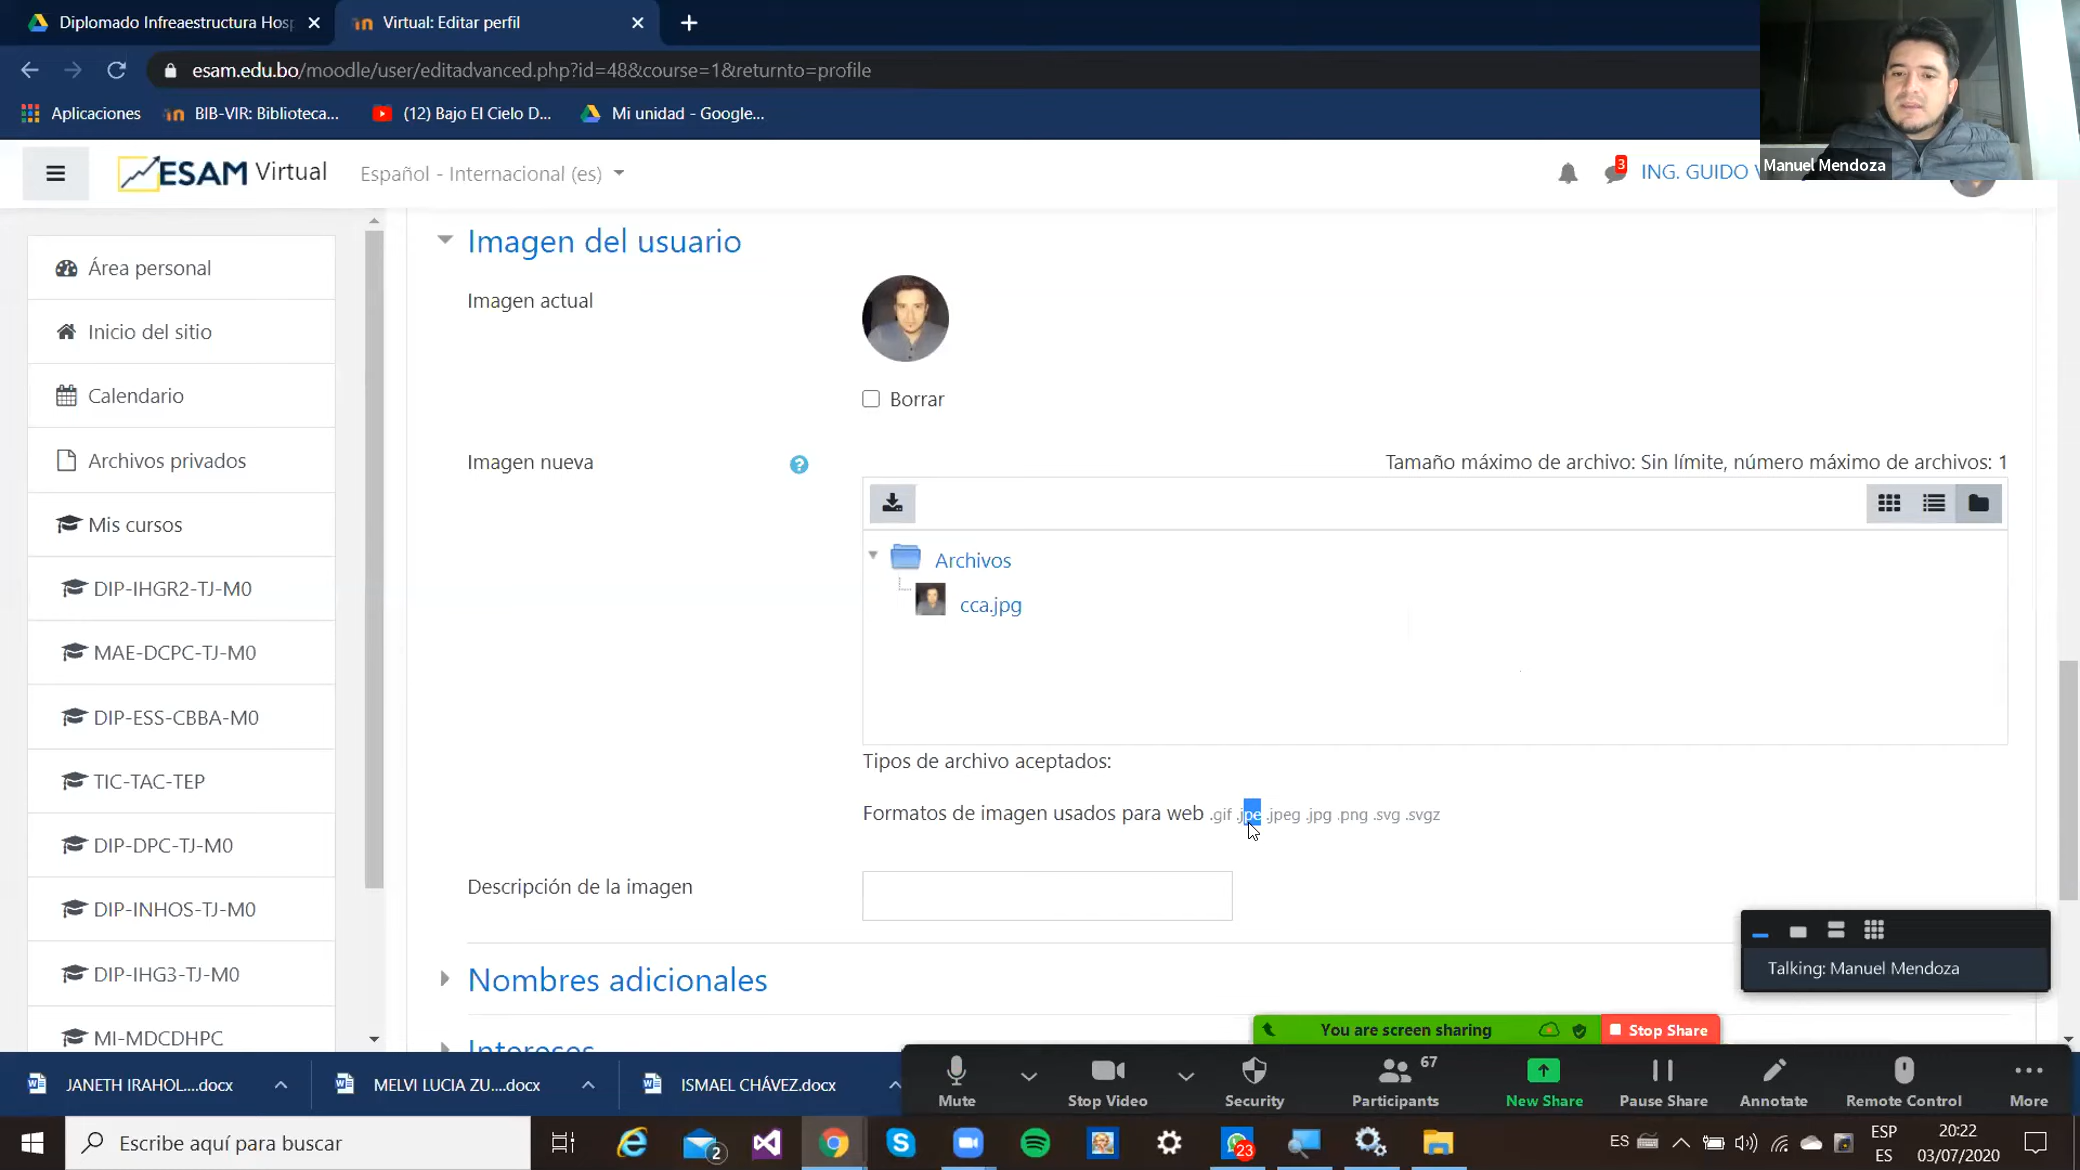 Diplomado Infreaestructura Hosp
Virtual: Editar perfil
esam.edu.bo/moodle/user/editadvanced.php?id=48&course=1&returnto=profile
Aplicaciones
BIB-VIR: Biblioteca...
(12) Bajo El Cielo D...
Mi unidad - Google...
Manuel Mendoza
ESAM Virtual
Español - Internacional (es)
3
ING. GUIDO V
Área personal
Inicio del sitio
Calendario
Archivos privados
Mis cursos
DIP-IHGR2-TJ-M0
MAE-DCPC-TJ-M0
DIP-ESS-CBBA-M0
TIC-TAC-TEP
DIP-DPC-TJ-M0
DIP-INHOS-TJ-M0
DIP-IHG3-TJ-M0
MI-MDCDHPC
Imagen del usuario
Imagen actual
Borrar
Imagen nueva
Tamaño máximo de archivo: Sin límite, número máximo de archivos: 1
Archivos
cca.jpg
Tipos de archivo aceptados:
Formatos de imagen usados para web .gif .jpe .jpeg .jpg .png .svg .svgz
Descripción de la imagen
Nombres adicionales
Intereses
Talking: Manuel Mendoza
You are screen sharing
Stop Share
JANETH IRAHOL....docx
MELVI LUCIA ZU....docx
ISMAEL CHÁVEZ.docx
Mute
Stop Video
Security
Participants
67
New Share
Pause Share
Annotate
Remote Control
More
Escribe aquí para buscar
2
23
ES
ESP
ES
20:22
03/07/2020